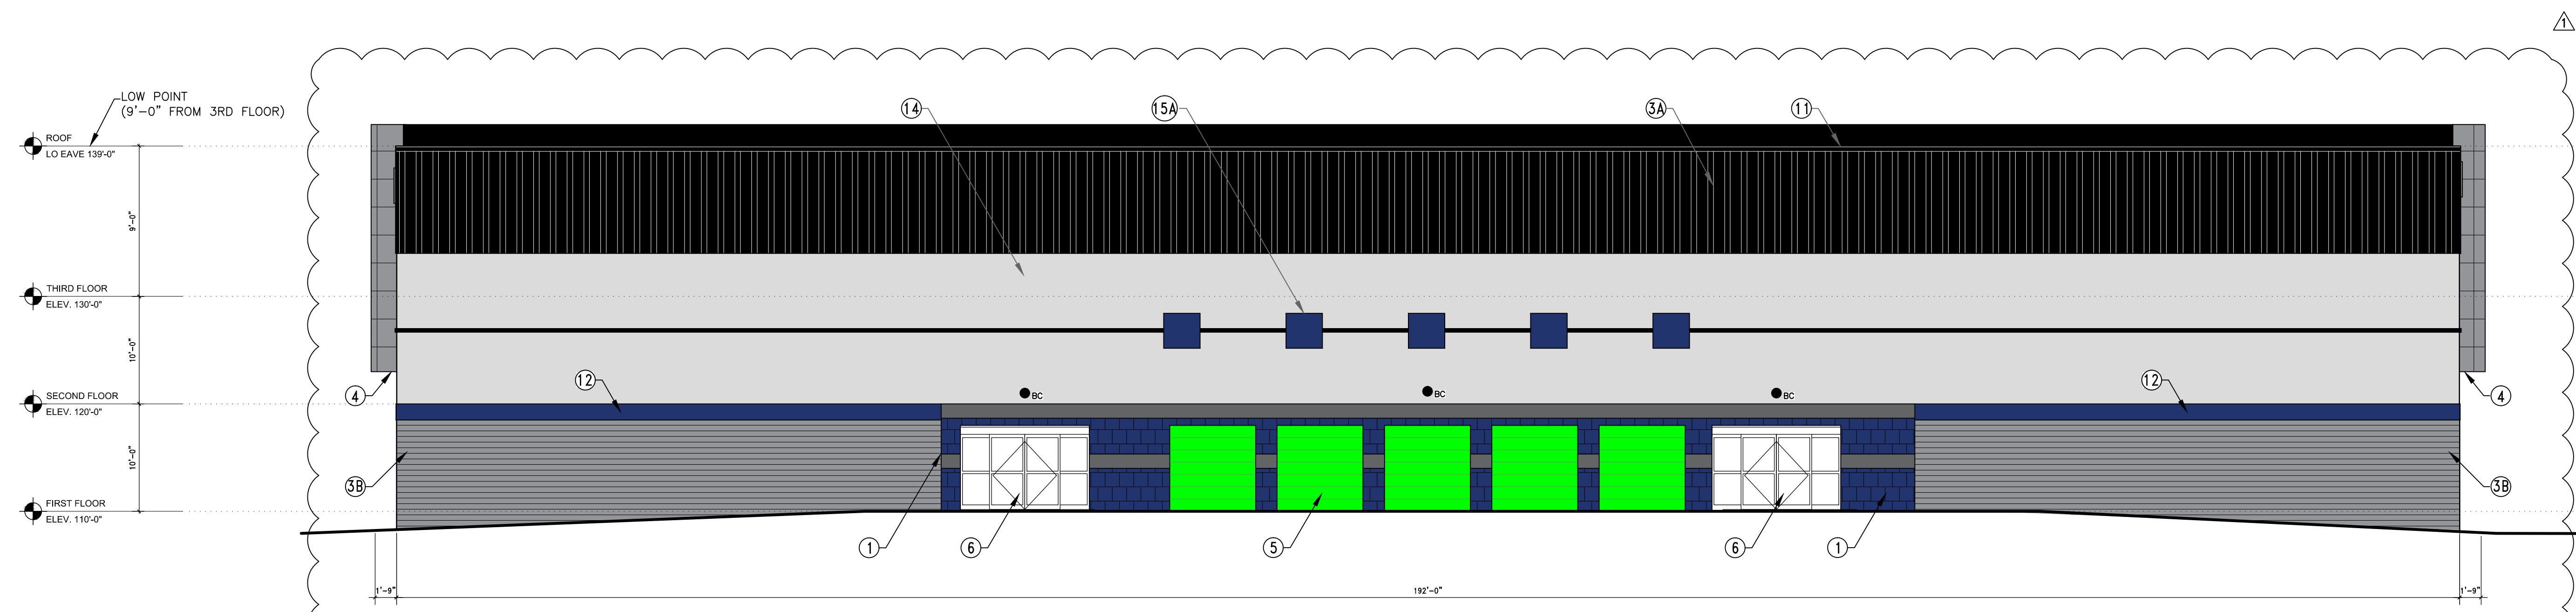 1
LOW POINT
(9'-0" FROM 3RD FLOOR)
14
15A
3A
11
ROOF
LO EAVE 139'-0"
9'-0"
THIRD FLOOR
ELEV. 130'-0"
10'-0"
12
12
4
BC
BC
BC
4
SECOND FLOOR
ELEV. 120'-0"
10'-0"
3B
3B
FIRST FLOOR
ELEV. 110'-0"
1
6
5
6
1
1'-9"
192'-0"
1'-9"